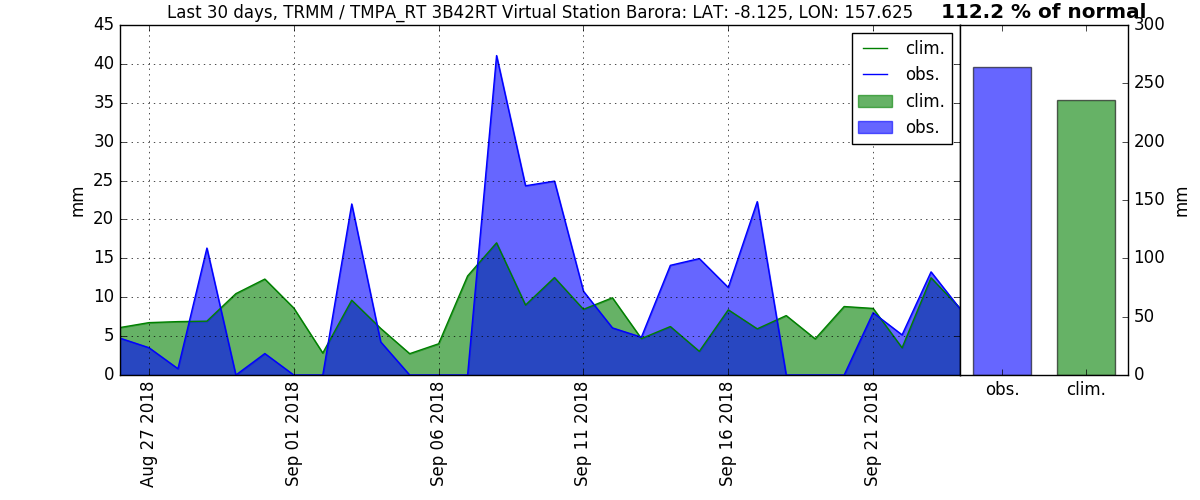 Last 30 days, TRMM / TMPA_RT 3B42RT Virtual Station Barora: LAT: -8.125, LON: 157.625
112.2 % of normal
45
40
35
30
25
20
15
10
5
0
mm
clim.
obs.
clim.
obs.
300
250
200
150
100
50
0
mm
obs.
clim.
Aug 27 2018
Sep 01 2018
Sep 06 2018
Sep 11 2018
Sep 16 2018
Sep 21 2018